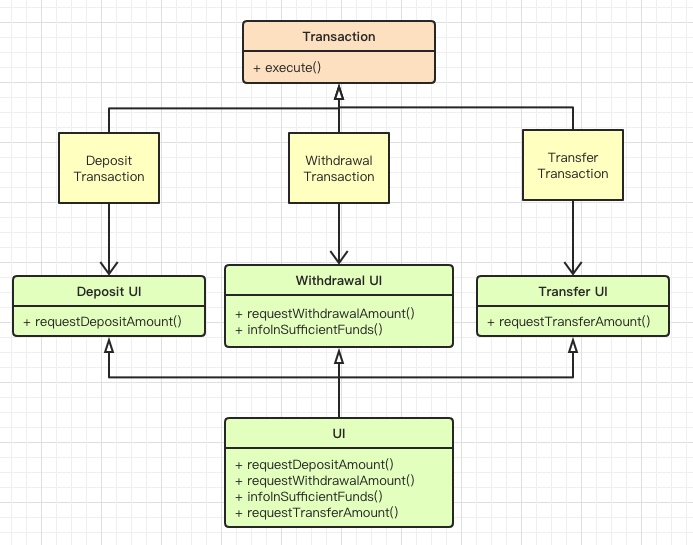 Transaction
+ execute()
Deposit
Transaction
Withdrawal
Transaction
Transfer
Transaction
Deposit UI
+ requestDepositAmount()
Withdrawal UI
+ requestWithdrawalAmount()
+ infoInSufficientFunds()
Transfer UI
+ requestTransferAmount()
UI
+ requestDepositAmount()
+ requestWithdrawalAmount()
+ infoInSufficientFunds()
+ requestTransferAmount()